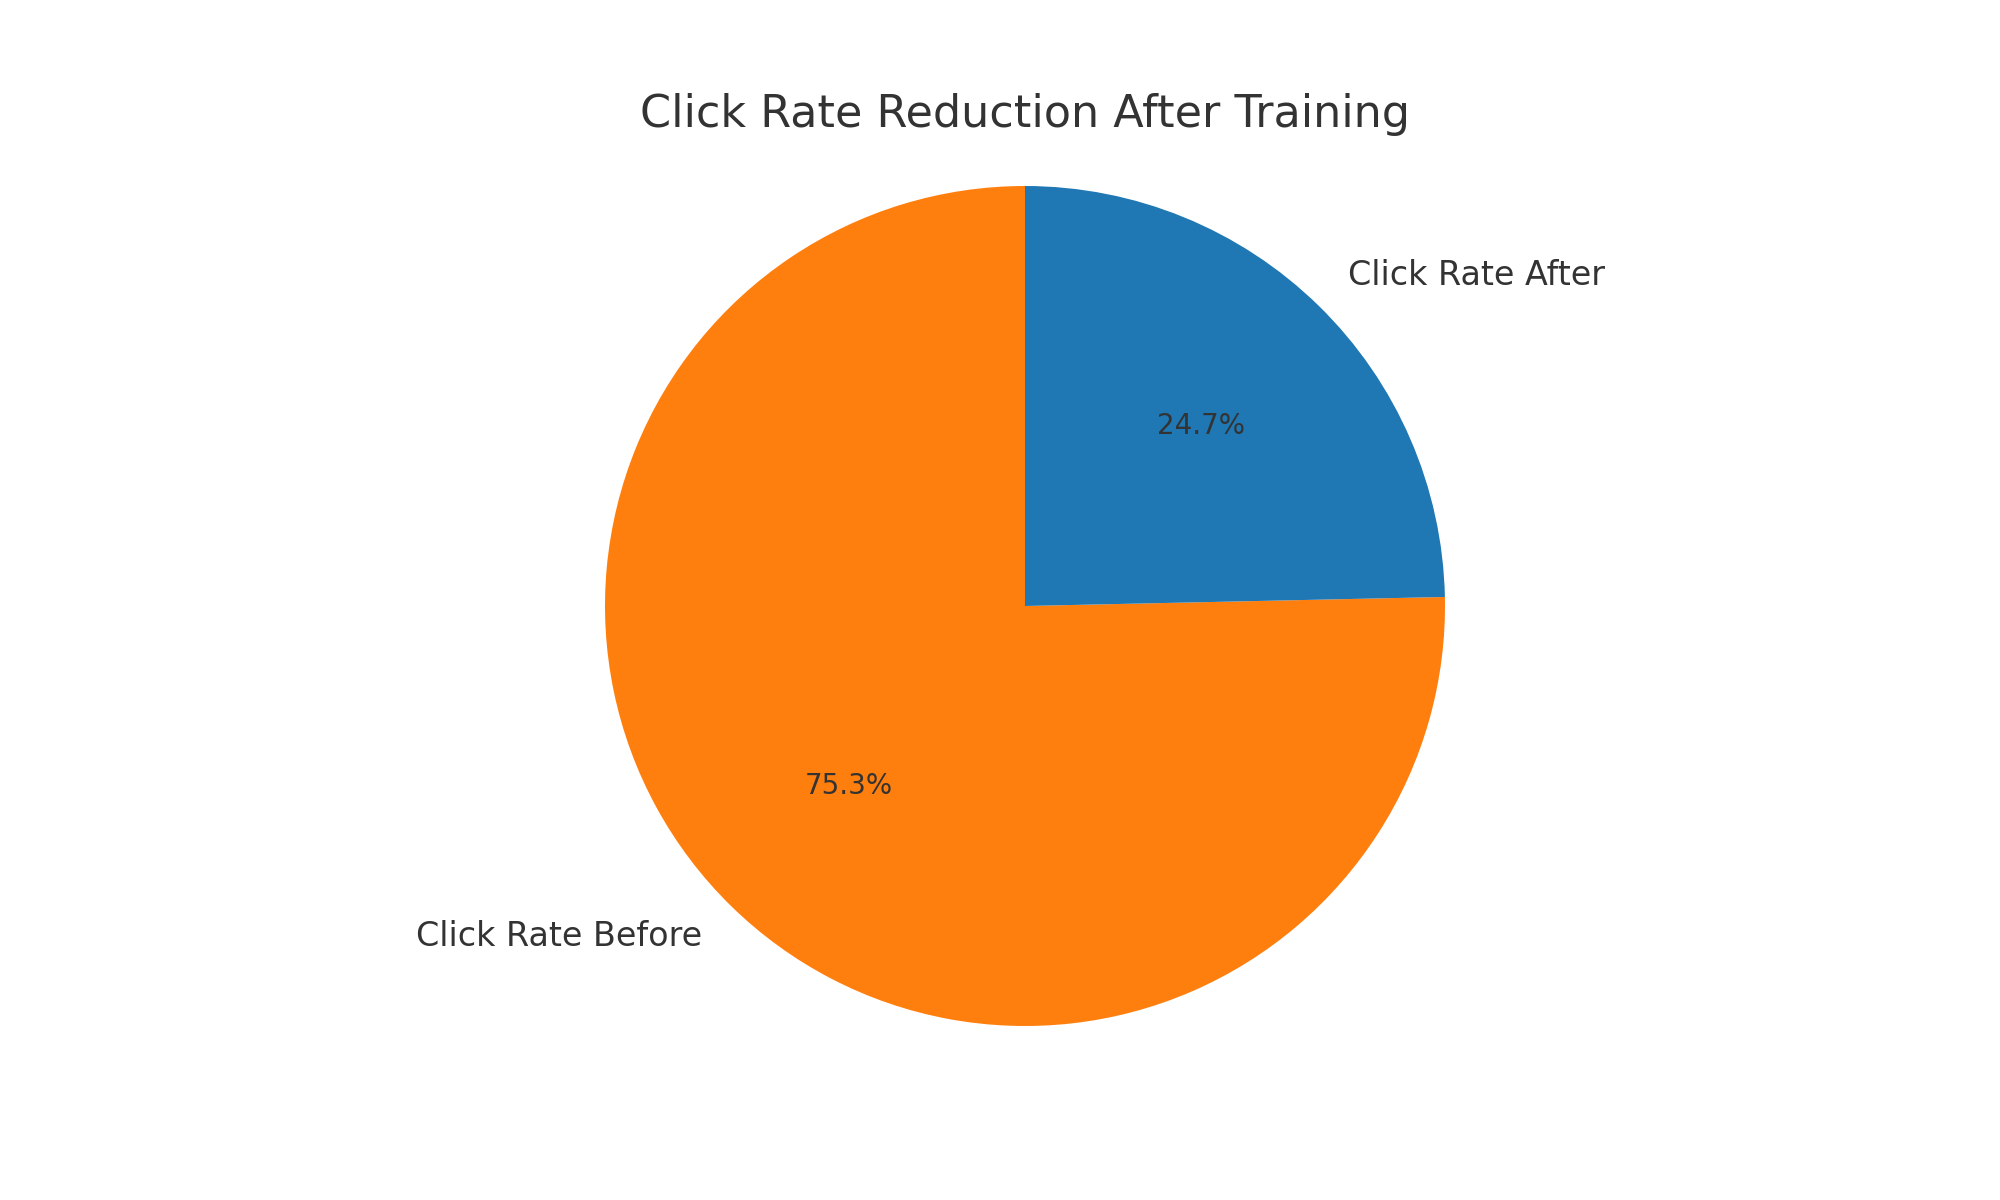 Click Rate Reduction After Training
Click Rate After
24.7%
75.3%
Click Rate Before